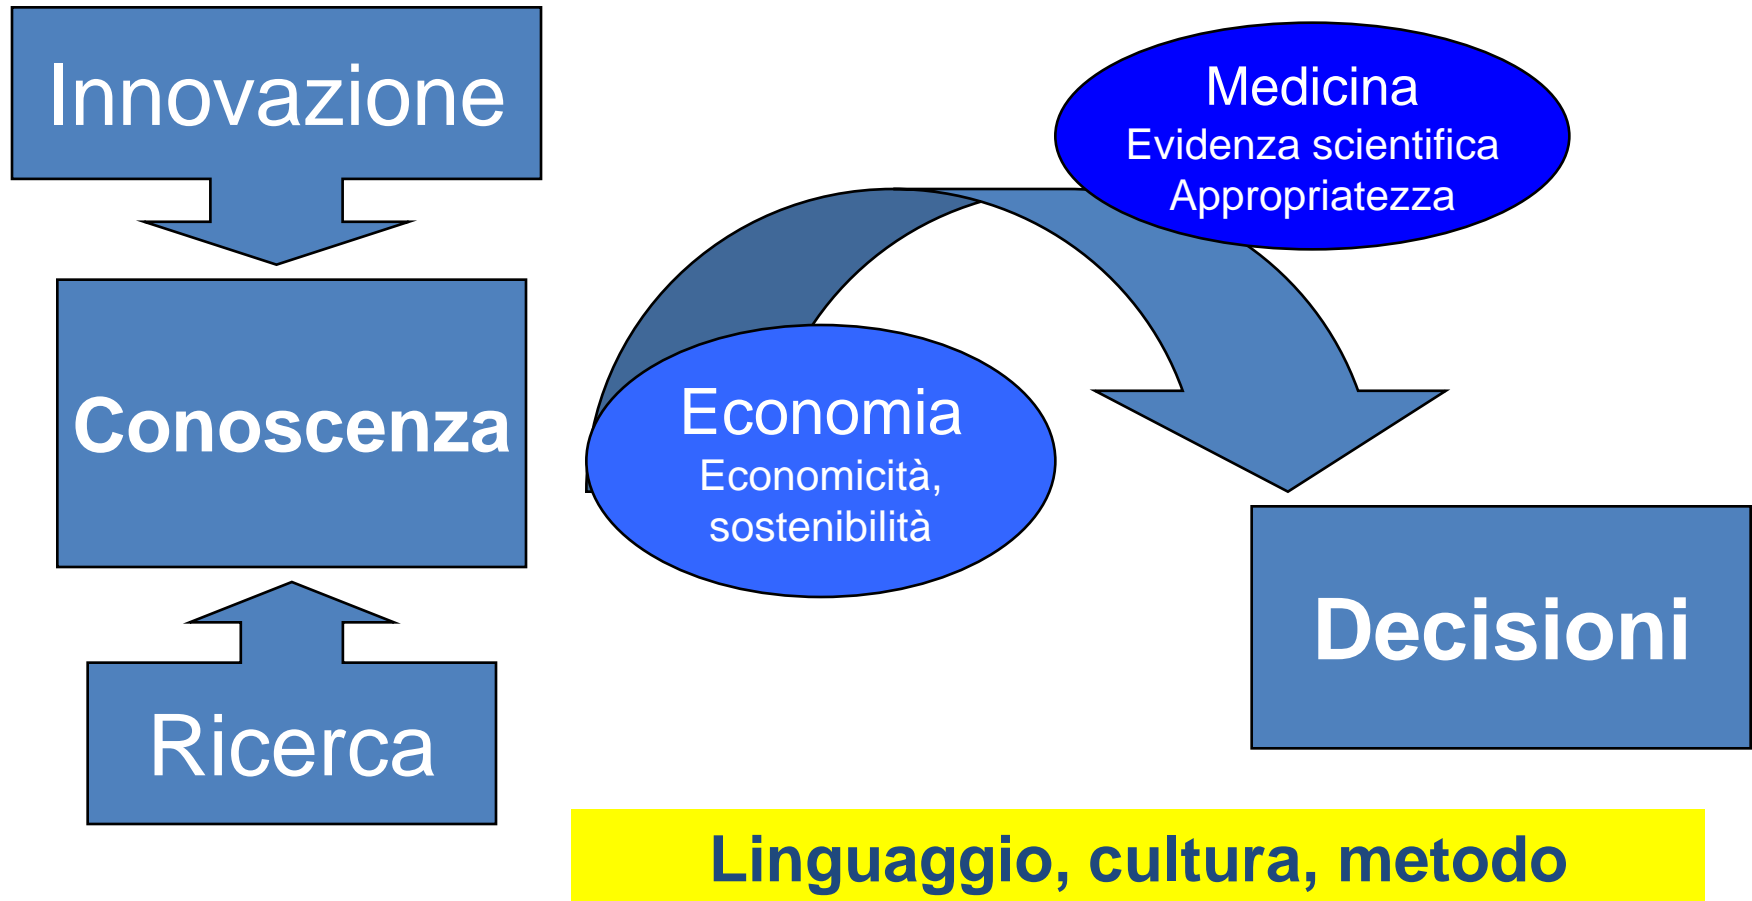 Innovazione
Conoscenza
Ricerca
Economia
Economicità,
sostenibilità
Medicina
Evidenza scientifica
Appropriatezza
Decisioni
Linguaggio, cultura, metodo